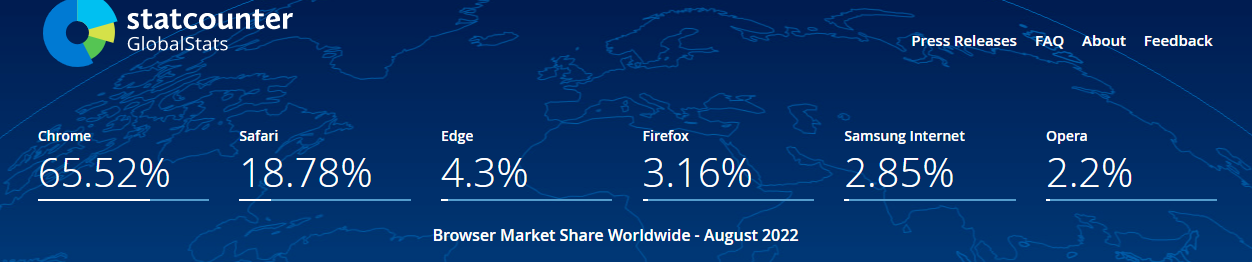 statcounter
GlobalStats
Press Releases FAQ About Feedback
Chrome Safari Edge Firefox Samsung Internet Opera
65.52% 18.78% 4.3% 3.16% 2.85% 2.2%
Browser Market Share Worldwide - August 2022